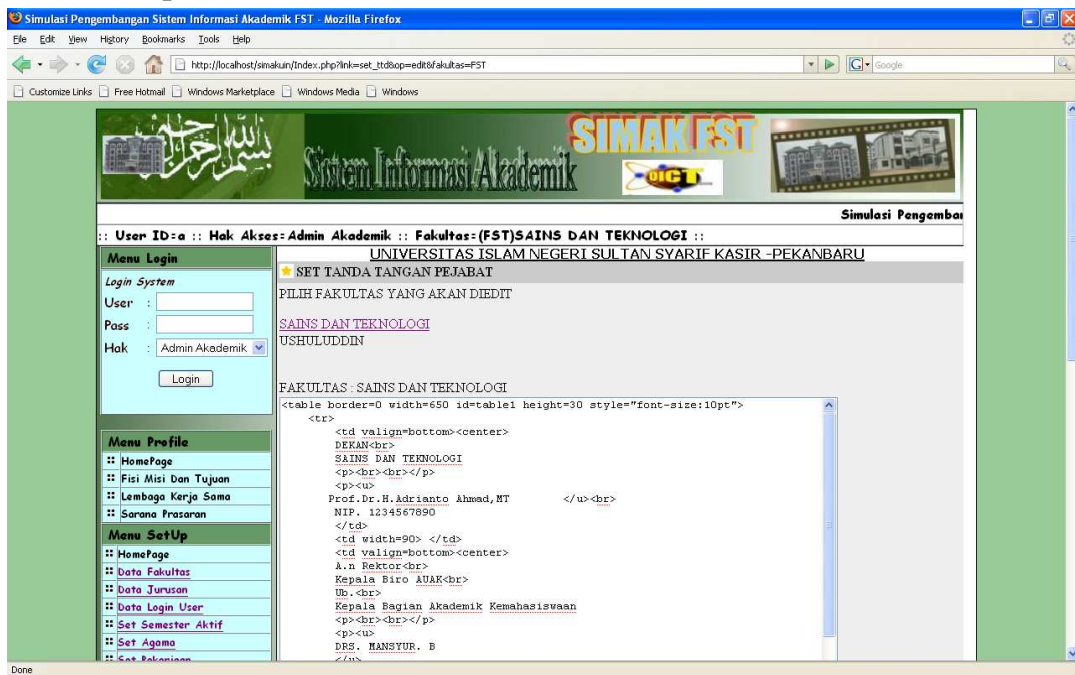 Simulasi Pengembangan Sistem Informasi Akademik FST - Mozilla Firefox
File Edit View History Bookmarks Tools Help
http://localhost/simakuin/Index.php?link=set_ttd&op=edit&fakultas=FST
Google
Customize Links Free Hotmail Windows Marketplace Windows Media Windows
Sistem Informasi Akademik
SIMAK FST
OICT
Simulasi Pengemba
:: User ID=a :: Hak Akses=Admin Akademik :: Fakultas=(FST)SAINS DAN TEKNOLOGI ::
Menu Login
Login System
User :
Pass :
Hak : Admin Akademik
Login
Menu Profile
:: HomePage
:: Fisi Misi Dan Tujuan
:: Lembaga Kerja Sama
:: Sarana Prasaran
Menu SetUp
:: HomePage
:: Data Fakultas
:: Data Jurusan
:: Data Login User
:: Set Semester Aktif
:: Set Agama
:: Set Pekerjaan
UNIVERSITAS ISLAM NEGERI SULTAN SYARIF KASIR -PEKANBARU
SET TANDA TANGAN PEJABAT
PILIH FAKULTAS YANG AKAN DIEDIT
SAINS DAN TEKNOLOGI
USHULUDDIN
FAKULTAS : SAINS DAN TEKNOLOGI
<table border=0 width=650 id=table1 height=30 style="font-size:10pt">
<tr>
<td valign=bottom><center>
DEKAN<br>
SAINS DAN TEKNOLOGI
<p><br><br></p>
<p><u>
Prof.Dr.H.Adrianto Ahmad,MT </u><br>
NIP. 1234567890
</td>
<td width=90> </td>
<td valign=bottom><center>
A.n Rektor<br>
Kepala Biro AUAK<br>
Ub.<br>
Kepala Bagian Akademik Kemahasiswaan
<p><br><br></p>
<p><u>
DRS. MANSYUR. B
</u>
Done